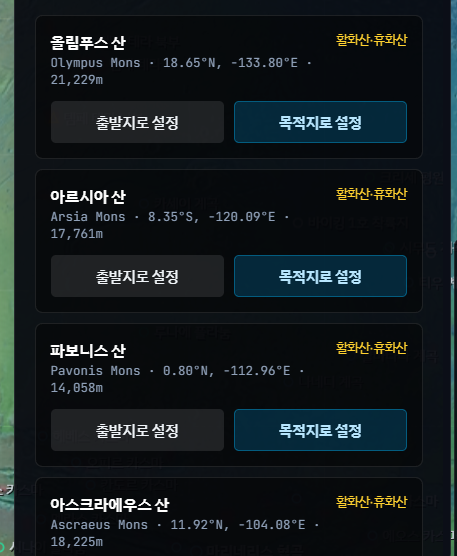 올림푸스 산
활화산·휴화산
Olympus Mons · 18.65°N, -133.80°E ·
21,229m
출발지로 설정
목적지로 설정
아르시아 산
활화산·휴화산
Arsia Mons · 8.35°S, -120.09°E ·
17,761m
출발지로 설정
목적지로 설정
파보니스 산
활화산·휴화산
Pavonis Mons · 0.80°N, -112.96°E ·
14,058m
출발지로 설정
목적지로 설정
아스크라에우스 산
활화산·휴화산
Ascraeus Mons · 11.92°N, -104.08°E ·
18,225m